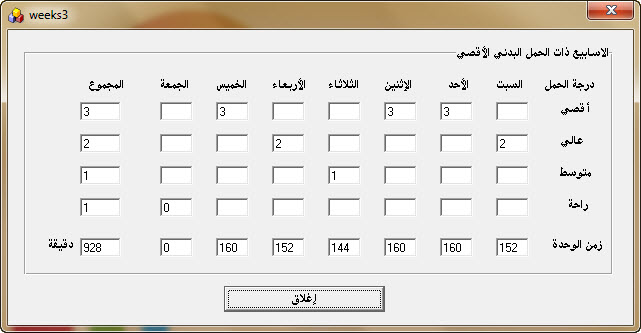 weeks3
الاسابيع ذات الحمل البدني الأقصي
درجة الحمل السبت الأحد الإثنين الثلاثاء الأربعاء الخميس الجمعة المجموع
أقصي 3 3 3 3
عالي 2 2 2
متوسط 1 1
راحة 0 1
زمن الوحدة 152 160 160 144 152 160 0 928 دقيقة
إغلاق